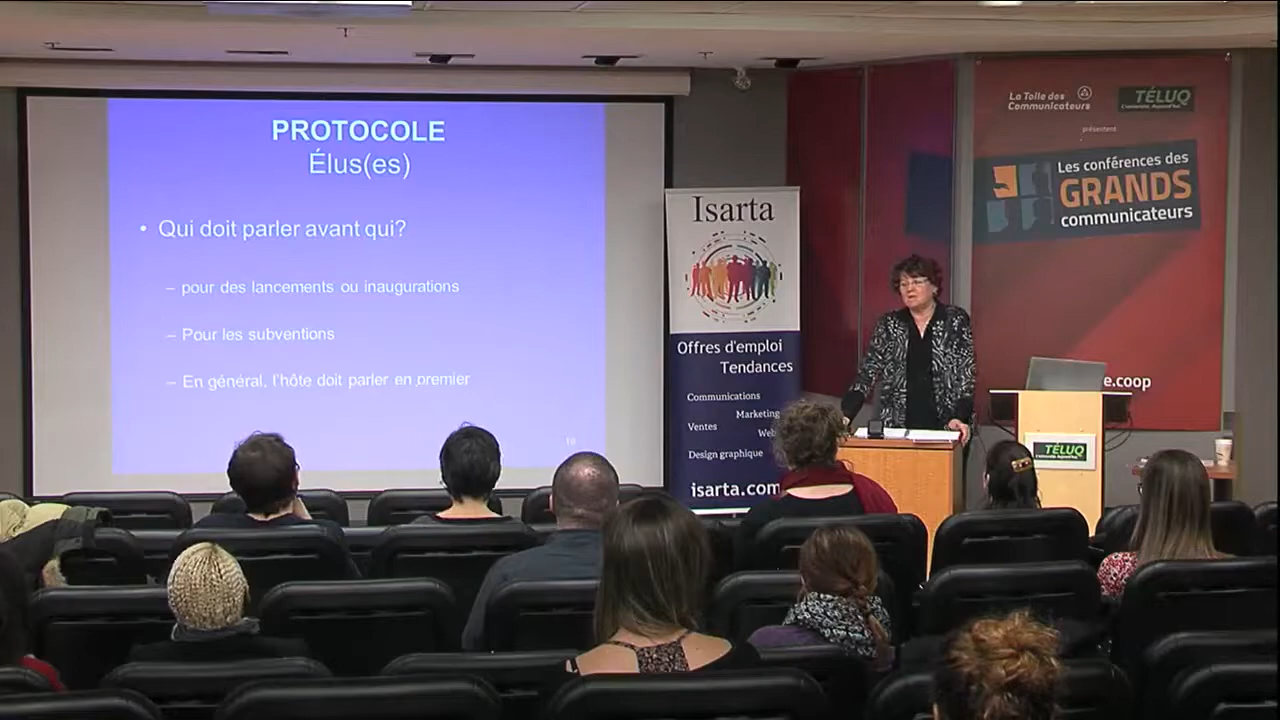 PROTOCOLE
Élus(es)
• Qui doit parler avant qui?
– pour des lancements ou inaugurations
– Pour les subventions
– En général, l'hôte doit parler en premier
Isarta
Offres d'emploi
Tendances
Communications
Marketing
Ventes
Web
Design graphique
isarta.com
La Toile des
Communicateurs
TÉLUQ
présentent
Les conférences des
GRANDS
communicateurs
e.coop
TÉLUQ